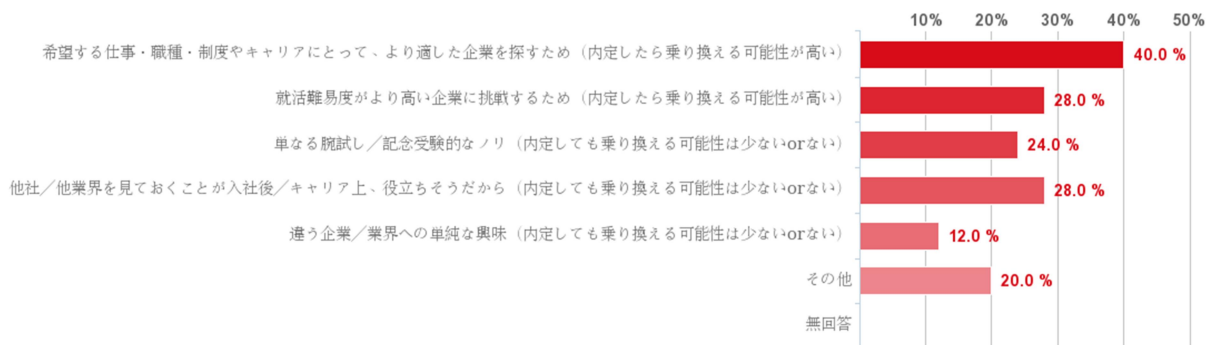 10% 20% 30% 40% 50%
希望する仕事・職種・制度やキャリアにとって、より適した企業を探すため（内定したら乗り換える可能性が高い） 40.0 %
就活難易度がより高い企業に挑戦するため（内定したら乗り換える可能性が高い） 28.0 %
単なる腕試し／記念受験的なノリ（内定しても乗り換える可能性は少ないorない） 24.0 %
他社／他業界を見ておくことが入社後／キャリア上、役立ちそうだから（内定しても乗り換える可能性は少ないorない） 28.0 %
違う企業／業界への単純な興味（内定しても乗り換える可能性は少ないorない） 12.0 %
その他 20.0 %
無回答